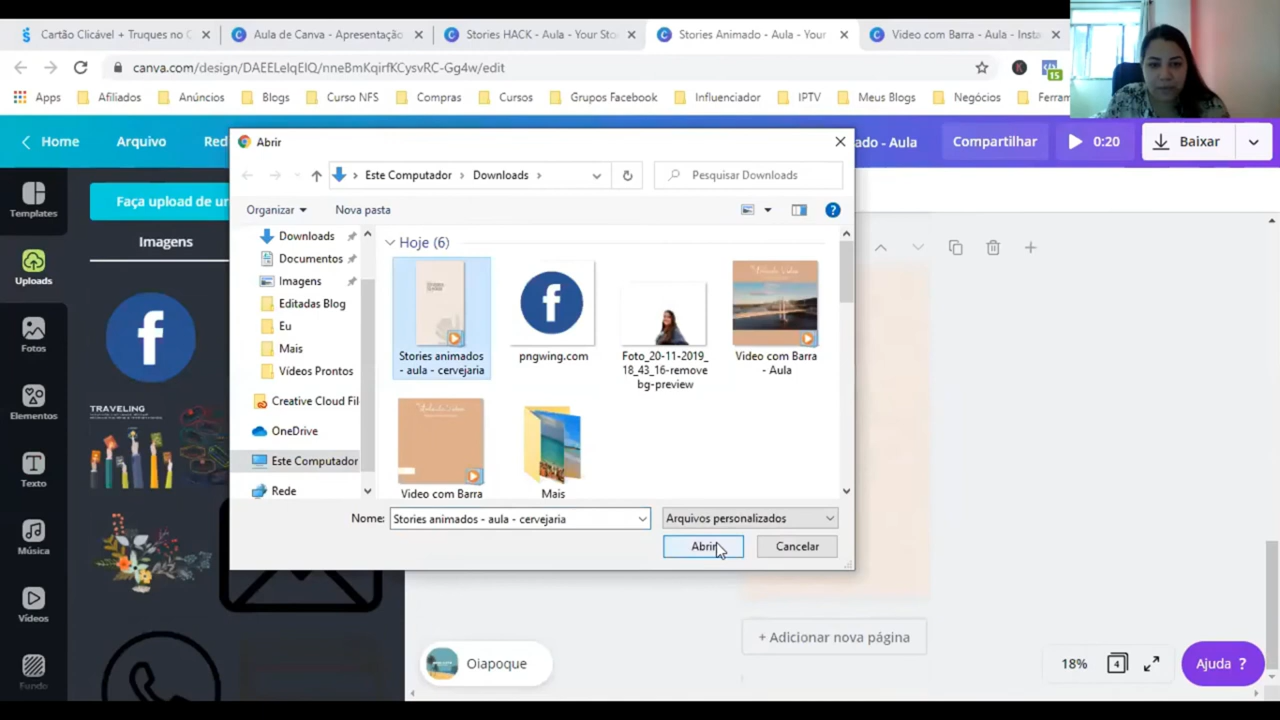 Cartão Clicável + Truques no C
Aula de Canva - Apresentaçã
Stories HACK - Aula - Your Sto
Stories Animado - Aula - Your
Video com Barra - Aula - Insta
canva.com/design/DAEELelqEIQ/nneBmKqirfKCysvRC-Gg4w/edit
K
15
Apps
Afiliados
Anúncios
Blogs
Curso NFS
Compras
Cursos
Grupos Facebook
Influenciador
IPTV
Meus Blogs
Negócios
Ferram
Home
Arquivo
Red
ado - Aula
Compartilhar
0:20
Baixar
Templates
Uploads
Fotos
Elementos
Texto
Música
Vídeos
Fundo
Faça upload de un
Imagens
TRAVELING
Abrir
Este Computador
Downloads
Pesquisar Downloads
Organizar
Nova pasta
Downloads
Documentos
Imagens
Editadas Blog
Eu
Mais
Vídeos Prontos
Creative Cloud Fil
OneDrive
Este Computador
Rede
Hoje (6)
Stories animados
- aula - cervejaria
pngwing.com
Foto_20-11-2019_
18_43_16-remove
bg-preview
Video com Barra
- Aula
Video com Barra
Mais
Nome:
Stories animados - aula - cervejaria
Arquivos personalizados
Abrir
Cancelar
+ Adicionar nova página
Oiapoque
18%
4
Ajuda ?